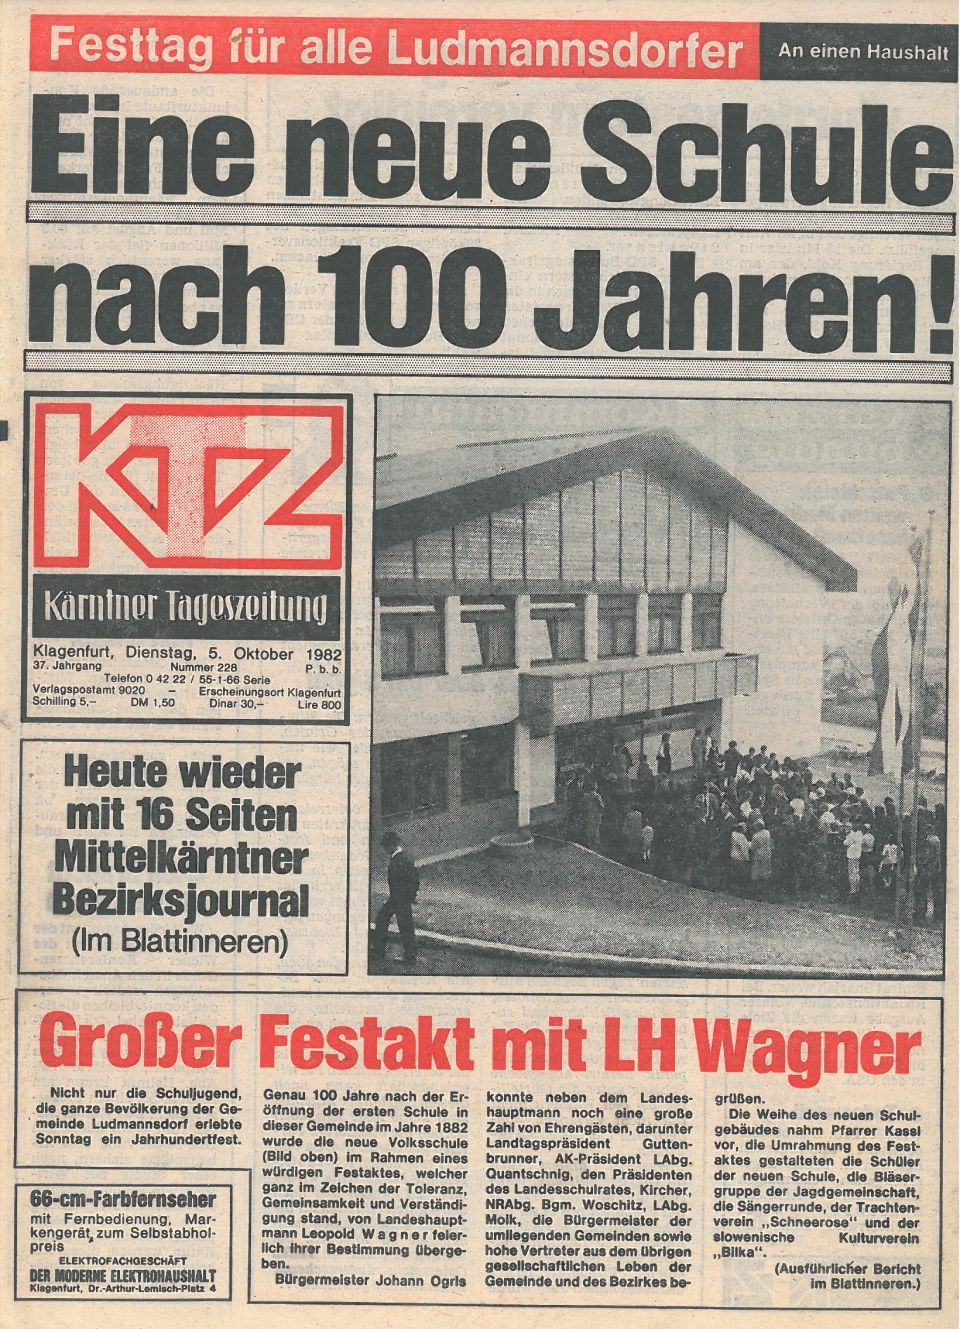 Festtag für alle Ludmannsdorfer
An einen Haushalt
Eine neue Schule
nach 100 Jahren!
KTZ
Kärntner Tageszeitung
Klagenfurt, Dienstag, 5. Oktober 1982
37. Jahrgang Nummer 228 P. b. b.
Telefon 0 42 22 / 55-1-66 Serie
Verlagspostamt 9020 – Erscheinungsort Klagenfurt
Schilling 5,– DM 1,50 Dinar 30,– Lire 800
Heute wieder
mit 16 Seiten
Mittelkärntner
Bezirksjournal
(Im Blattinneren)
Großer Festakt mit LH Wagner
Nicht nur die Schuljugend,
die ganze Bevölkerung der Ge-
meinde Ludmannsdorf erlebte
Sonntag ein Jahrhundertfest.
Genau 100 Jahre nach der Er-
öffnung der ersten Schule in
dieser Gemeinde im Jahre 1882
wurde die neue Volksschule
(Bild oben) im Rahmen eines
würdigen Festaktes, welcher
ganz im Zeichen der Toleranz,
Gemeinsamkeit und Verständi-
gung stand, von Landeshaupt-
mann Leopold Wagner feier-
lich ihrer Bestimmung überge-
ben.
Bürgermeister Johann Ogris
konnte neben dem Landes-
hauptmann noch eine große
Zahl von Ehrengästen, darunter
Landtagspräsident Gutten-
brunner, AK-Präsident LAbg.
Quantschnig, den Präsidenten
des Landesschulrates, Kircher,
NRAbg. Bgm. Woschitz, LAbg.
Molk, die Bürgermeister der
umliegenden Gemeinden sowie
hohe Vertreter aus dem übrigen
gesellschaftlichen Leben der
Gemeinde und des Bezirkes be-
grüßen.
Die Weihe des neuen Schul-
gebäudes nahm Pfarrer Kassl
vor, die Umrahmung des Fest-
aktes gestalteten die Schüler
der neuen Schule, die Bläser-
gruppe der Jagdgemeinschaft,
die Sängerrunde, der Trachten-
verein „Schneerose“ und der
slowenische Kulturverein
„Bilka“.
(Ausführlicher Bericht
im Blattinneren.)
66-cm-Farbfernseher
mit Fernbedienung, Mar-
kengerät, zum Selbstabhol-
preis
ELEKTROFACHGESCHÄFT
DER MODERNE ELEKTROHAUSHALT
Klagenfurt, Dr.-Arthur-Lemisch-Platz 4